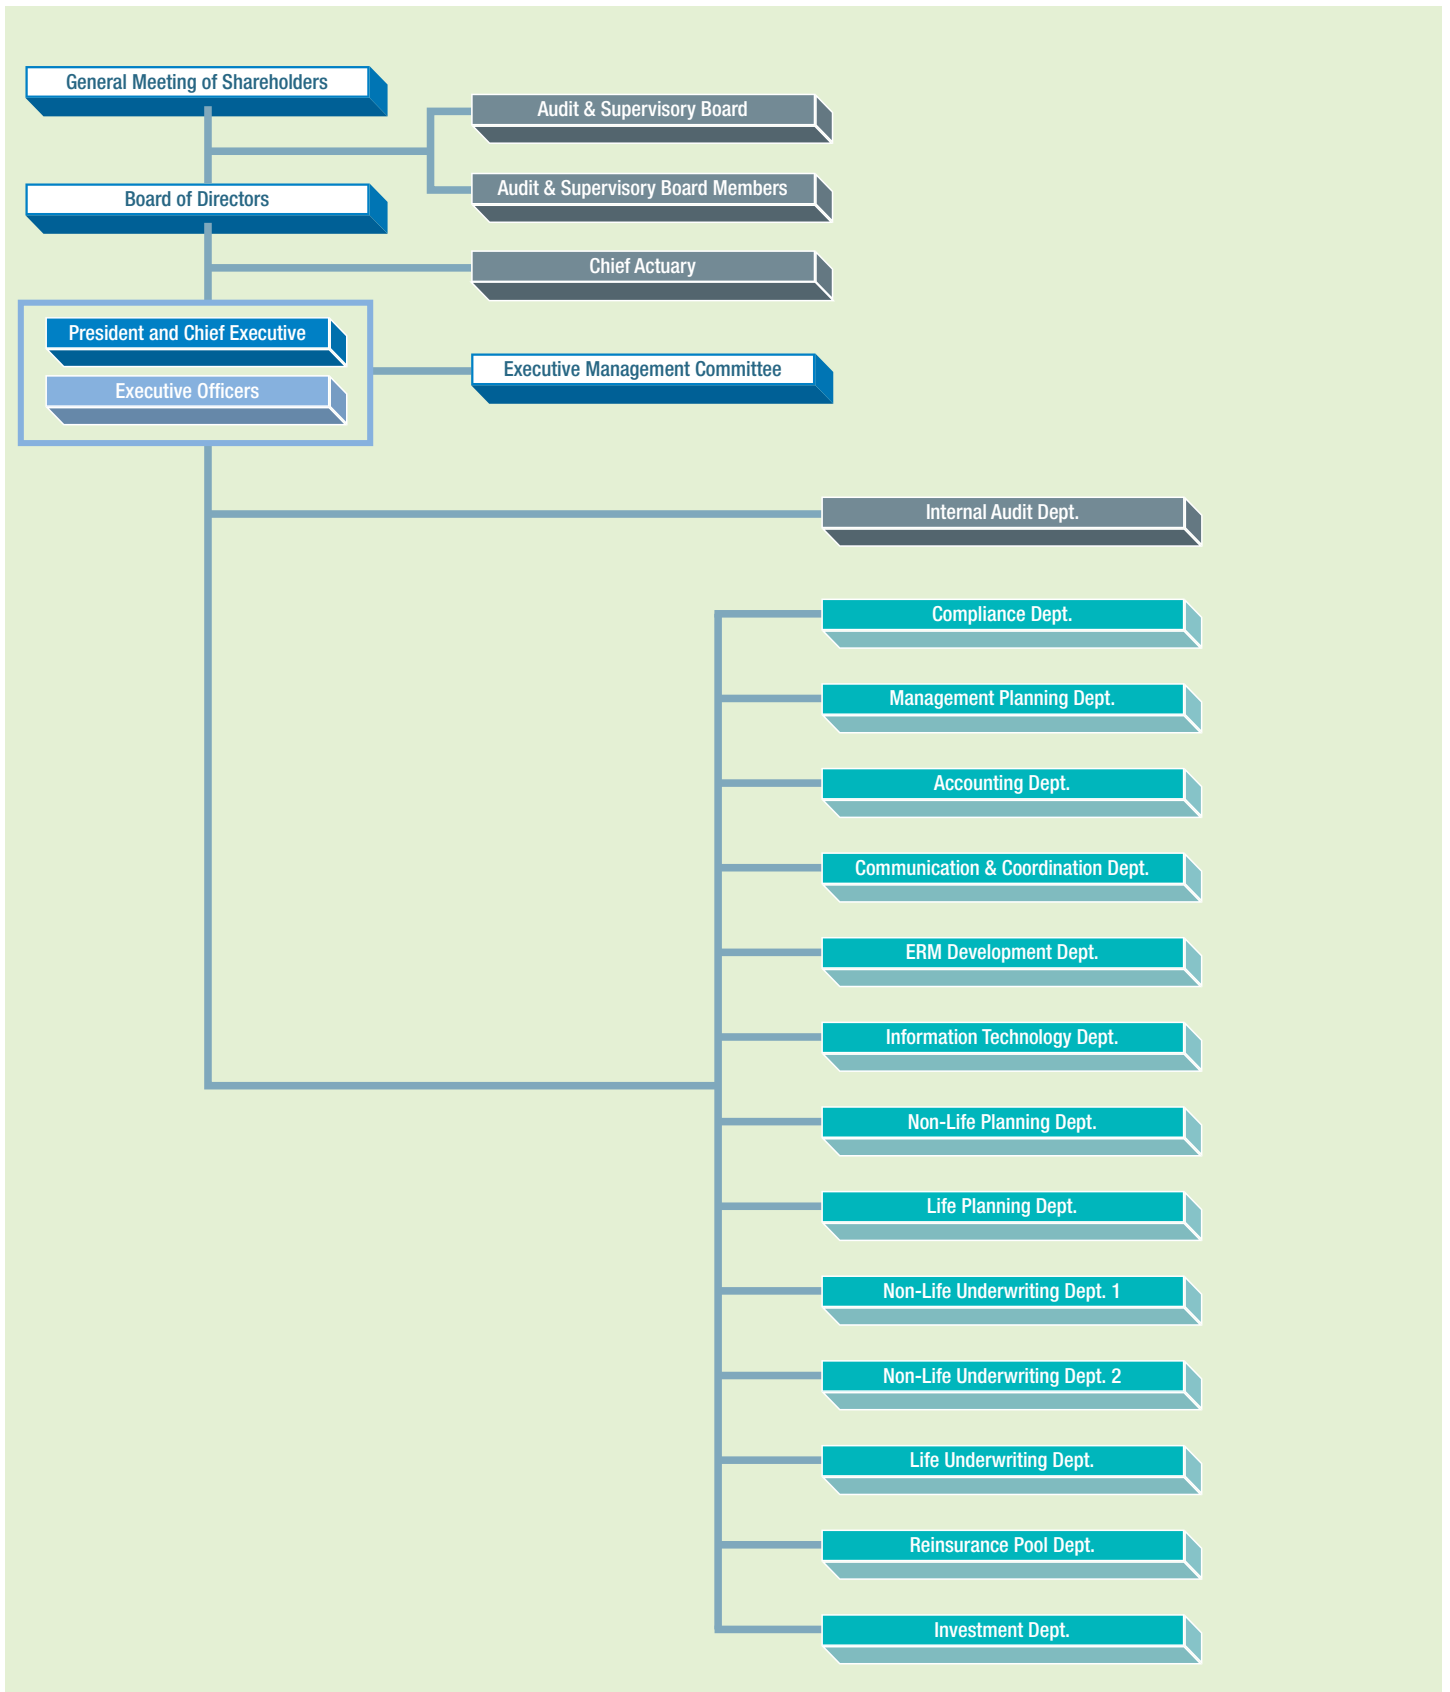 General Meeting of Shareholders
Audit & Supervisory Board
Audit & Supervisory Board Members
Board of Directors
Chief Actuary
President and Chief Executive
Executive Officers
Executive Management Committee
Internal Audit Dept.
Compliance Dept.
Management Planning Dept.
Accounting Dept.
Communication & Coordination Dept.
ERM Development Dept.
Information Technology Dept.
Non-Life Planning Dept.
Life Planning Dept.
Non-Life Underwriting Dept. 1
Non-Life Underwriting Dept. 2
Life Underwriting Dept.
Reinsurance Pool Dept.
Investment Dept.